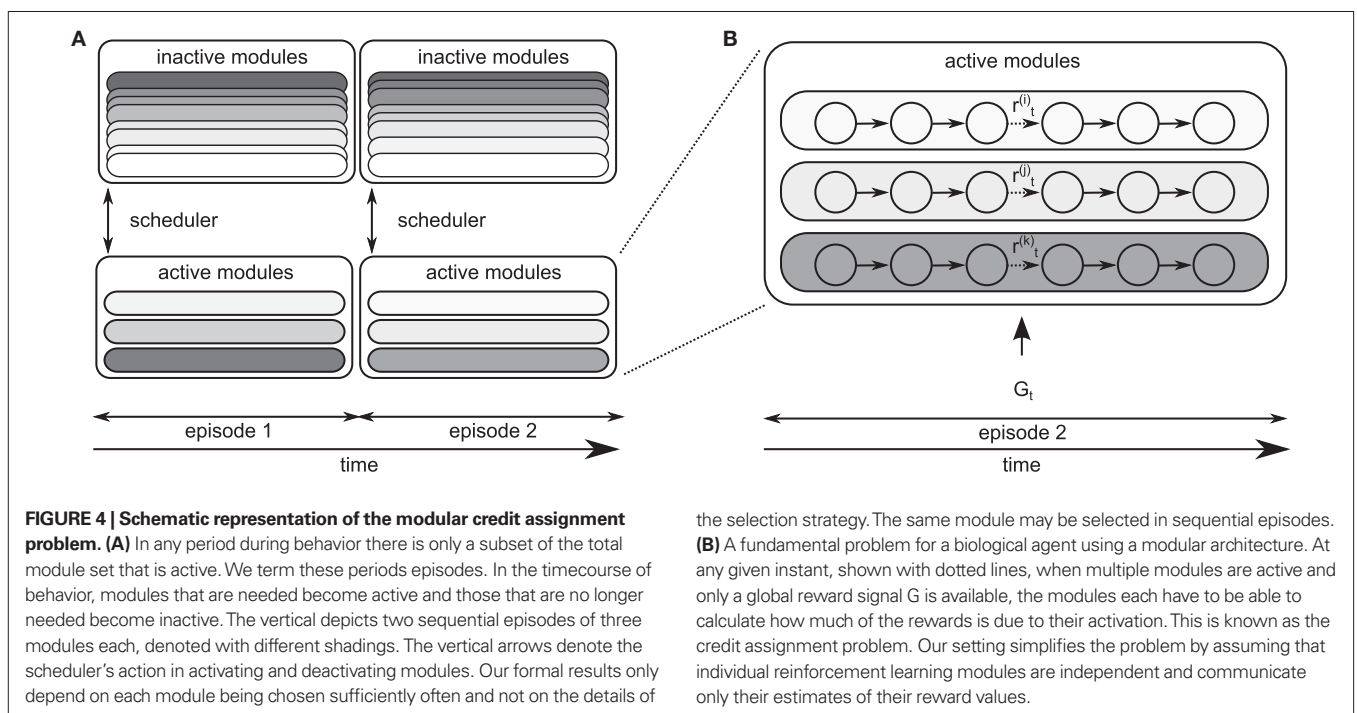 A
inactive modules
inactive modules
scheduler
scheduler
active modules
active modules
episode 1
episode 2
time
B
active modules
r(i)t
r(j)t
r(k)t
Gt
episode 2
time
FIGURE 4 | Schematic representation of the modular credit assignment
problem. (A) In any period during behavior there is only a subset of the total
module set that is active. We term these periods episodes. In the timecourse of
behavior, modules that are needed become active and those that are no longer
needed become inactive. The vertical depicts two sequential episodes of three
modules each, denoted with different shadings. The vertical arrows denote the
scheduler's action in activating and deactivating modules. Our formal results only
depend on each module being chosen sufficiently often and not on the details of
the selection strategy. The same module may be selected in sequential episodes.
(B) A fundamental problem for a biological agent using a modular architecture. At
any given instant, shown with dotted lines, when multiple modules are active and
only a global reward signal G is available, the modules each have to be able to
calculate how much of the rewards is due to their activation. This is known as the
credit assignment problem. Our setting simplifies the problem by assuming that
individual reinforcement learning modules are independent and communicate
only their estimates of their reward values.